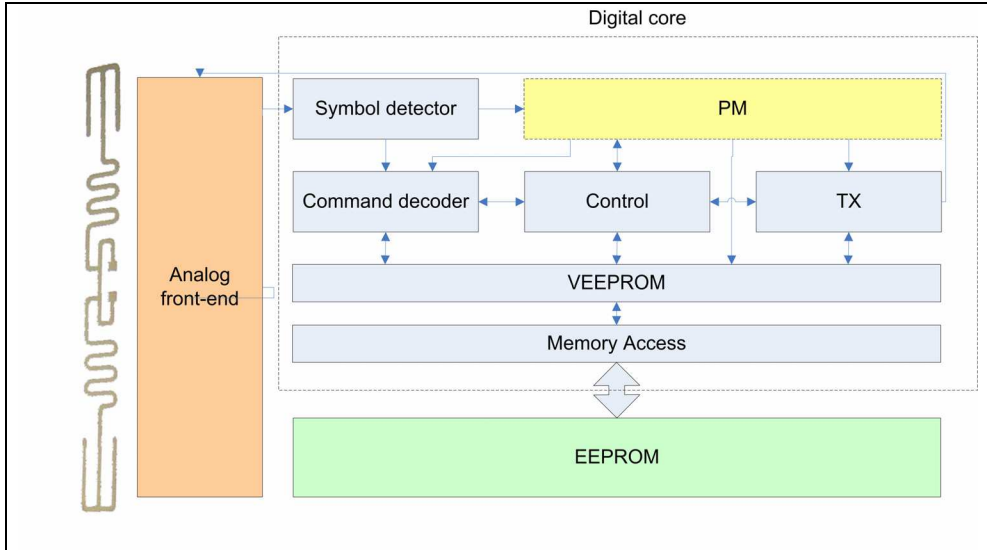 Digital core
Symbol detector
PM
Command decoder
Control
TX
Analog
front-end
VEEPROM
Memory Access
EEPROM